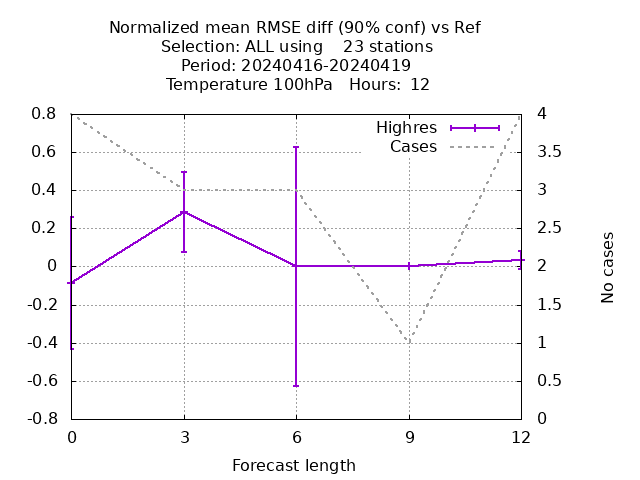 Normalized mean RMSE diff (90% conf) vs Ref
Selection: ALL using    23 stations
Period: 20240416-20240419
Temperature 100hPa   Hours:  12
Highres
Cases
0.8
0.6
0.4
0.2
0
-0.2
-0.4
-0.6
-0.8
4
3.5
3
2.5
2
1.5
1
0.5
0
No cases
0 3 6 9 12
Forecast length